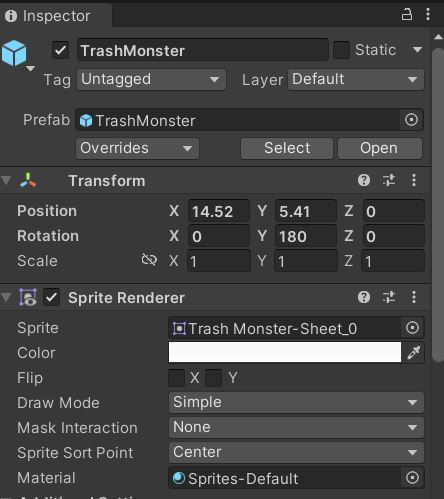 Inspector
TrashMonster Static
Tag Untagged Layer Default
Prefab TrashMonster
Overrides Select Open
Transform
Position X 14.52 Y 5.41 Z 0
Rotation X 0 Y 180 Z 0
Scale X 1 Y 1 Z 1
Sprite Renderer
Sprite Trash Monster-Sheet_0
Color
Flip X Y
Draw Mode Simple
Mask Interaction None
Sprite Sort Point Center
Material Sprites-Default